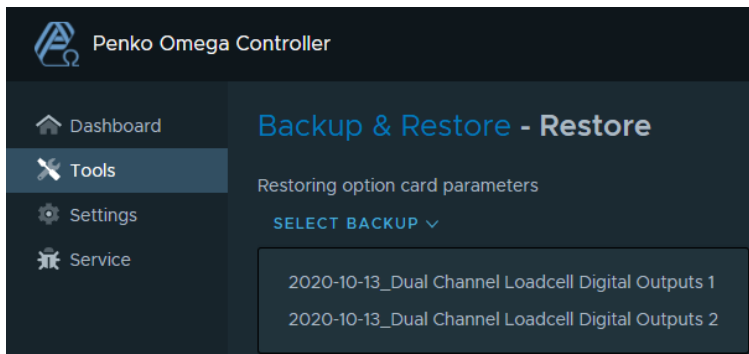 Penko Omega Controller
Dashboard
Tools
Settings
Service
Backup & Restore - Restore
Restoring option card parameters
SELECT BACKUP
2020-10-13_Dual Channel Loadcell Digital Outputs 1
2020-10-13_Dual Channel Loadcell Digital Outputs 2